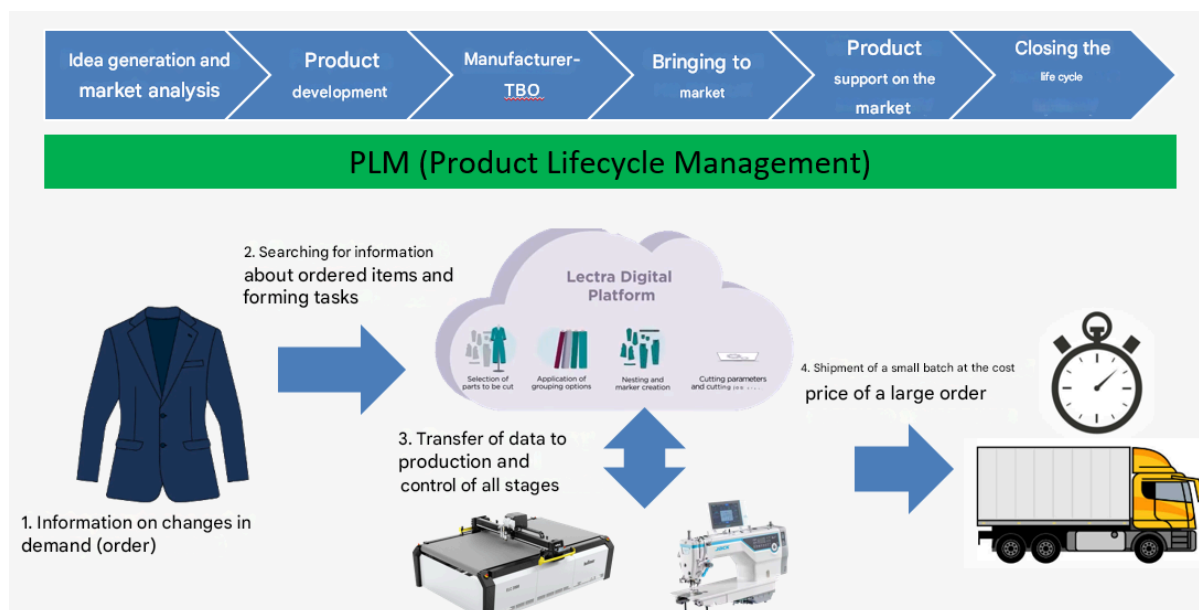 Idea generation and
market analysis
Product
development
Manufacturer-
TBO
Bringing to
market
Product
support on the
market
Closing the
life cycle
PLM (Product Lifecycle Management)
2. Searching for information
about ordered items and
forming tasks
Lectra Digital
Platform
Selection of
parts to be cut
Application of
grouping options
Nesting and
marker creation
Cutting parameters
and cutting
4. Shipment of a small batch at the cost
price of a large order
3. Transfer of data to
production and
control of all stages
1. Information on changes in
demand (order)
JACK